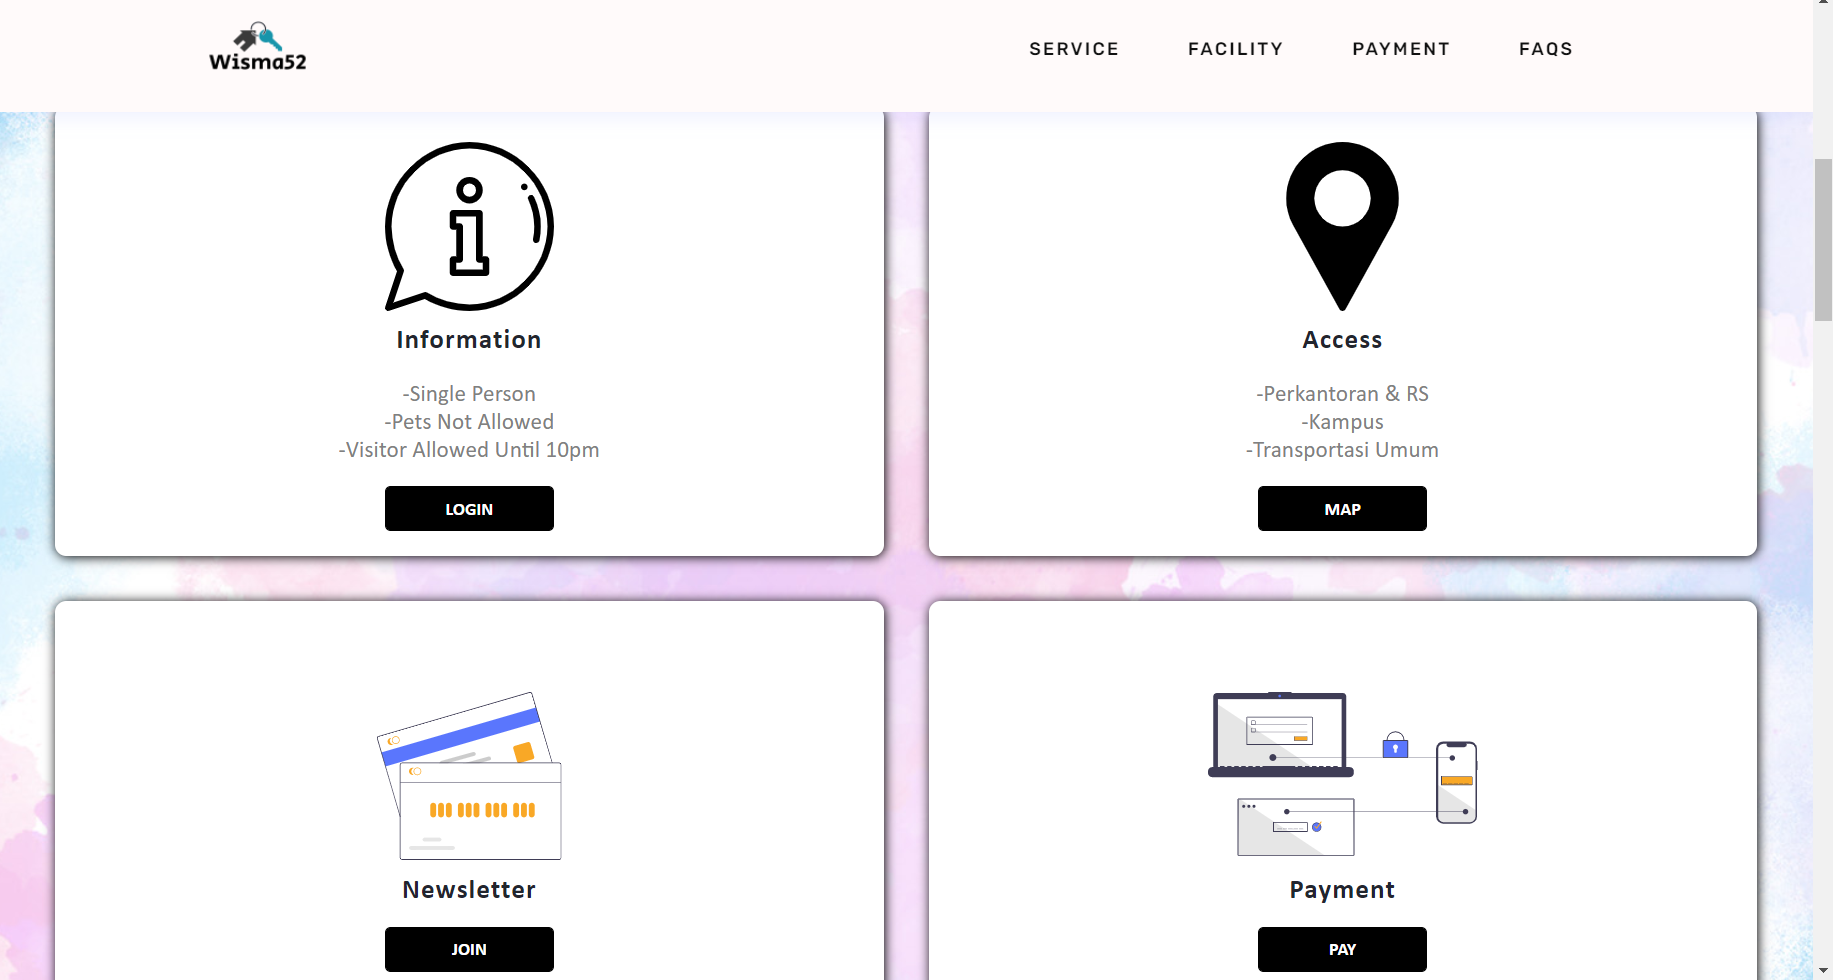 Wisma52
SERVICE
FACILITY
PAYMENT
FAQS
Information
-Single Person
-Pets Not Allowed
-Visitor Allowed Until 10pm
LOGIN
Access
-Perkantoran & RS
-Kampus
-Transportasi Umum
MAP
Newsletter
JOIN
Payment
PAY